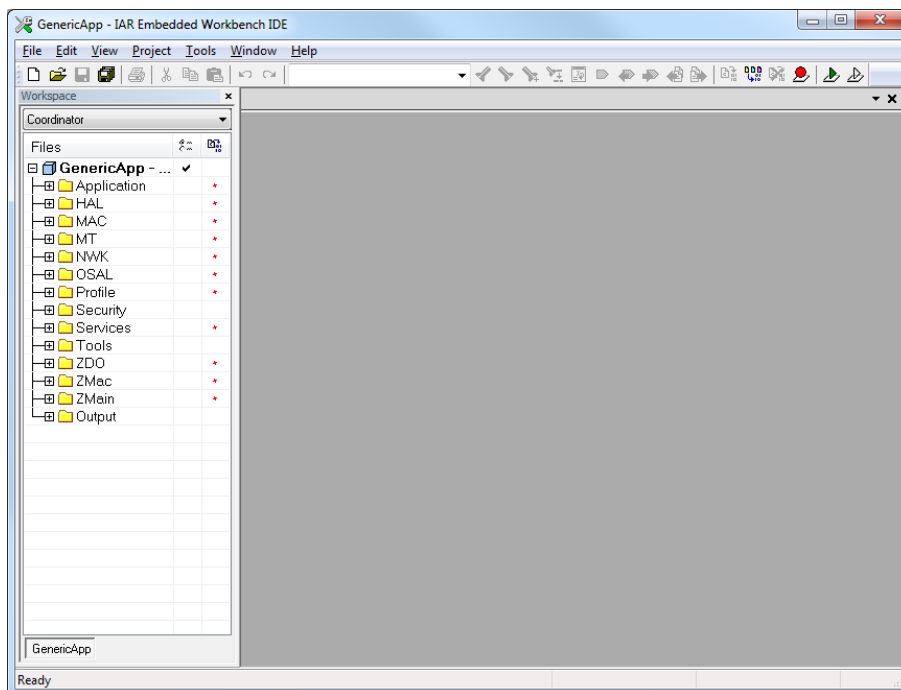 GenericApp - IAR Embedded Workbench IDE
File Edit View Project Tools Window Help
Workspace
Coordinator
Files
GenericApp - ...
Application
HAL
MAC
MT
NWK
OSAL
Profile
Security
Services
Tools
ZDO
ZMac
ZMain
Output
GenericApp
Ready